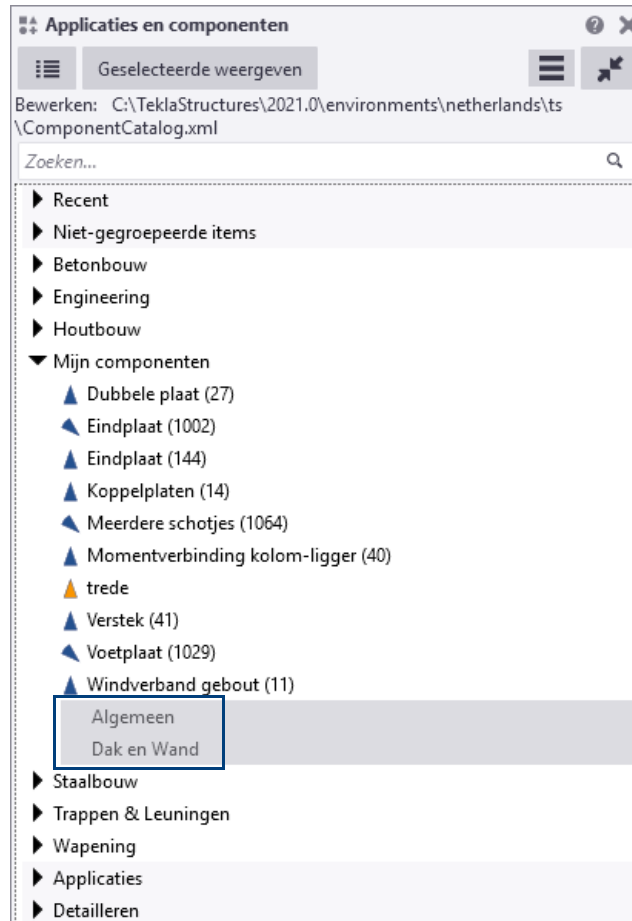 Applicaties en componenten
Geselecteerde weergeven
Bewerken: C:\TeklaStructures\2021.0\environments\netherlands\ts
\ComponentCatalog.xml
Zoeken...
Recent
Niet-gegroepeerde items
Betonbouw
Engineering
Houtbouw
Mijn componenten
Dubbele plaat (27)
Eindplaat (1002)
Eindplaat (144)
Koppelplaten (14)
Meerdere schotjes (1064)
Momentverbinding kolom-ligger (40)
trede
Verstek (41)
Voetplaat (1029)
Windverband gebout (11)
Algemeen
Dak en Wand
Staalbouw
Trappen & Leuningen
Wapening
Applicaties
Detailleren